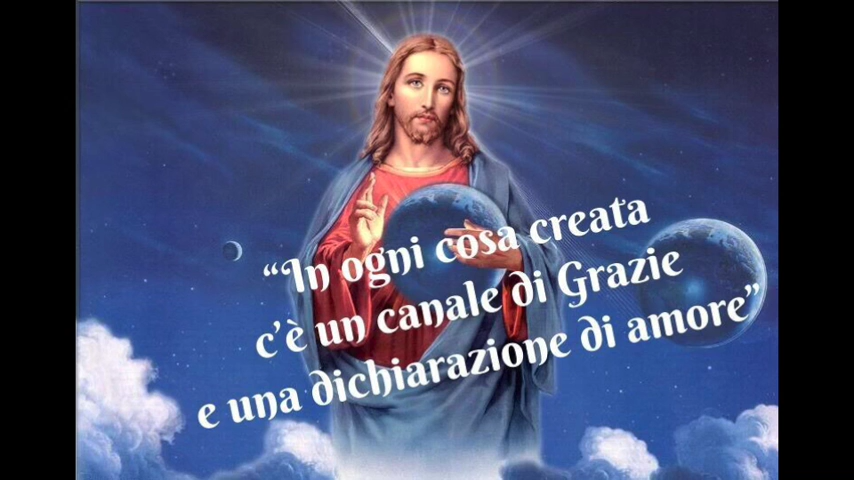 “In ogni cosa creata
c’è un canale di Grazie
e una dichiarazione di amore”